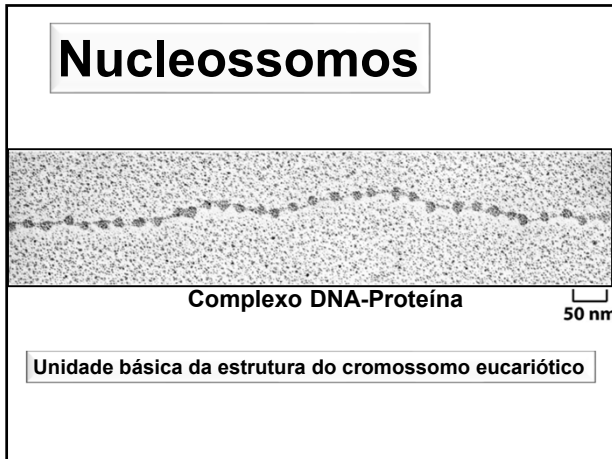 Nucleossomos
Complexo DNA-Proteína
50 nm
Unidade básica da estrutura do cromossomo eucariótico